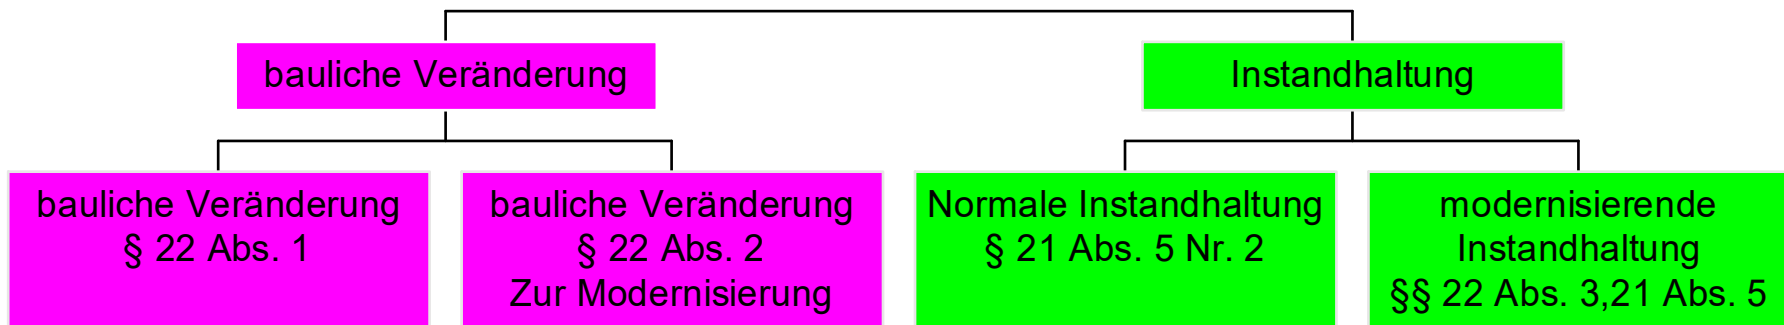 bauliche Veränderung
Instandhaltung
bauliche Veränderung
§ 22 Abs. 1
bauliche Veränderung
§ 22 Abs. 2
Zur Modernisierung
Normale Instandhaltung
§ 21 Abs. 5 Nr. 2
modernisierende
Instandhaltung
§§ 22 Abs. 3,21 Abs. 5